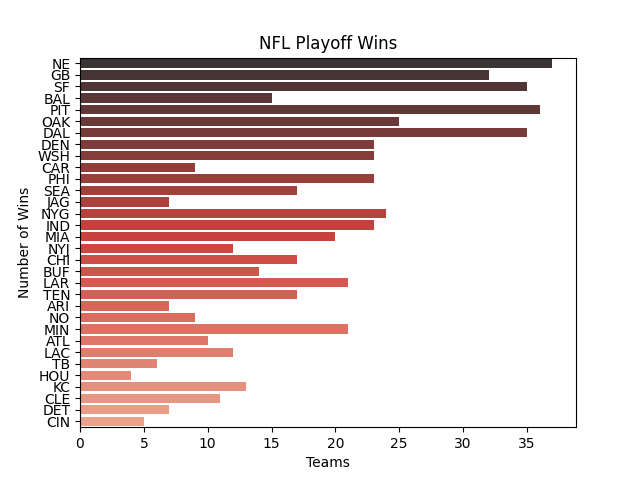 NFL Playoff Wins
NE
GB
SF
BAL
PIT
OAK
DAL
DEN
WSH
CAR
PHI
SEA
JAG
NYG
IND
MIA
NYJ
CHI
BUF
LAR
TEN
ARI
NO
MIN
ATL
LAC
TB
HOU
KC
CLE
DET
CIN
Number of Wins
0 5 10 15 20 25 30 35
Teams